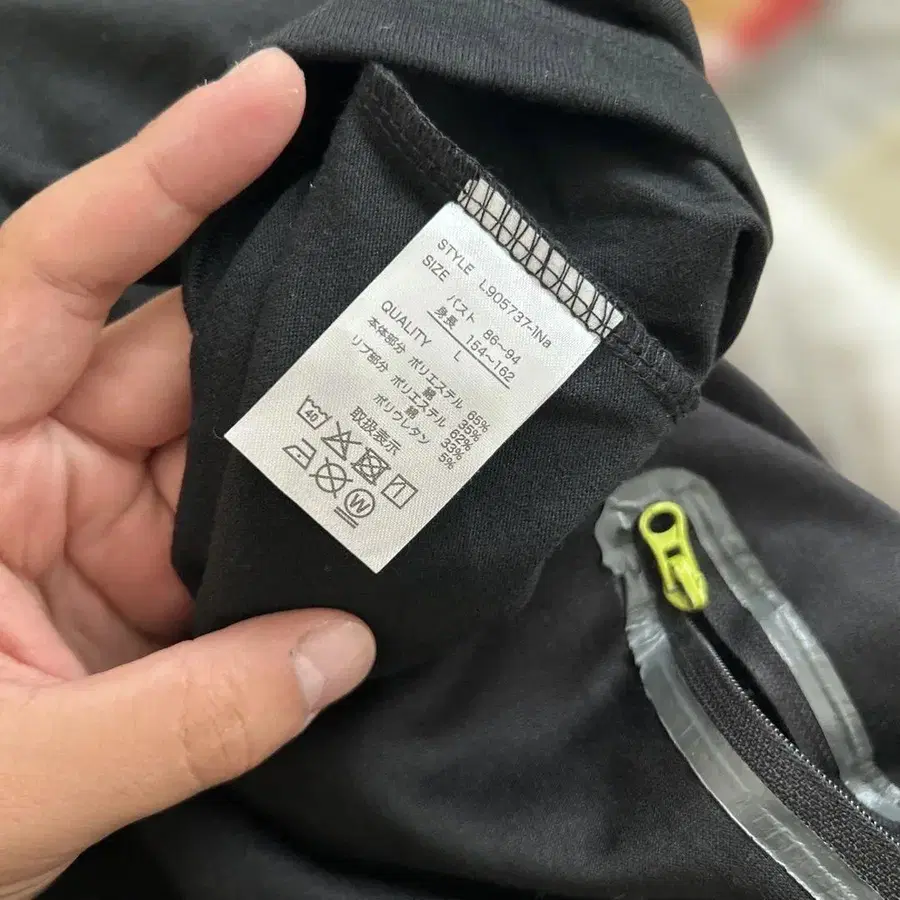 STYLE L905737-1Na
SIZE
バスト 86~94
身長 154~162
L
QUALITY
本体部分 ポリエステル 65%
綿 35%
リブ部分 ポリエステル 62%
綿 33%
ポリウレタン 5%
取扱表示
40
W